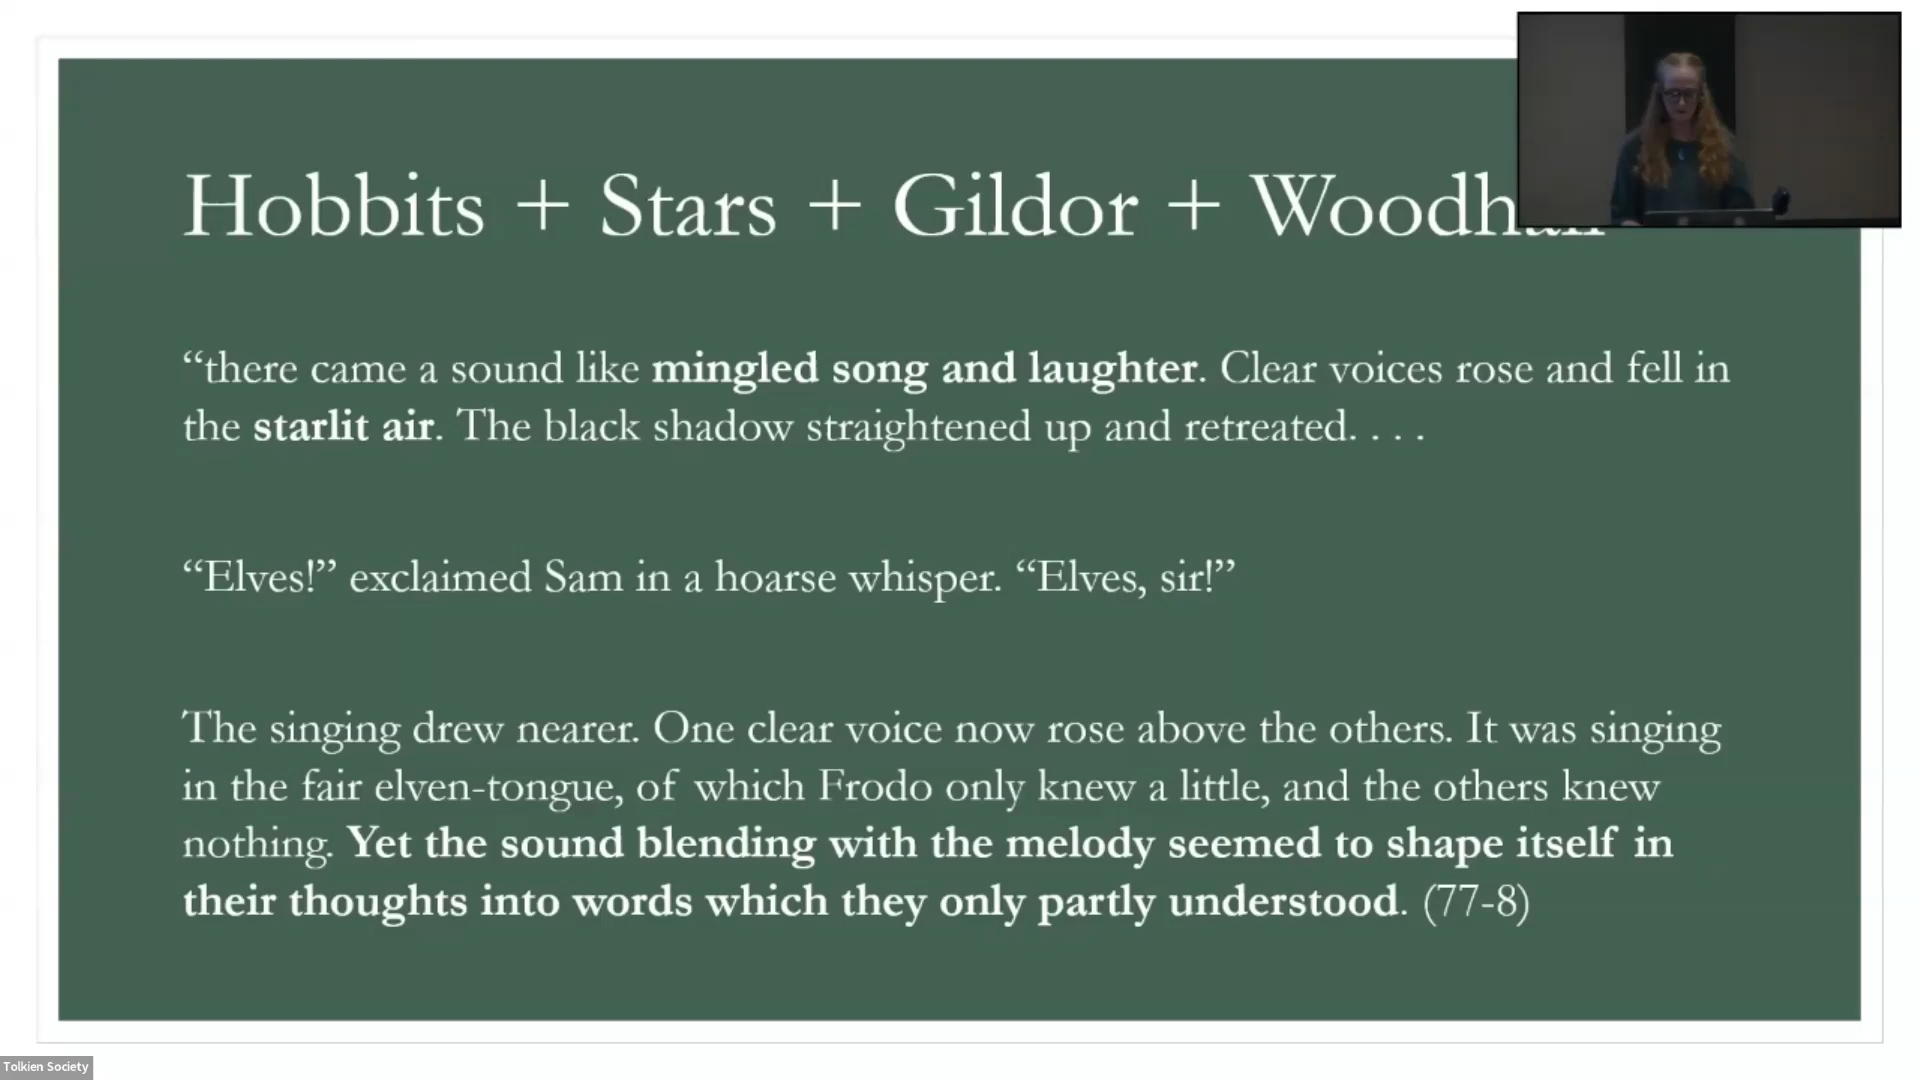 Hobbits + Stars + Gildor + Woodhall
“there came a sound like mingled song and laughter. Clear voices rose and fell in
the starlit air. The black shadow straightened up and retreated. . . .
“Elves!” exclaimed Sam in a hoarse whisper. “Elves, sir!”
The singing drew nearer. One clear voice now rose above the others. It was singing
in the fair elven-tongue, of which Frodo only knew a little, and the others knew
nothing. Yet the sound blending with the melody seemed to shape itself in
their thoughts into words which they only partly understood. (77-8)
Tolkien Society